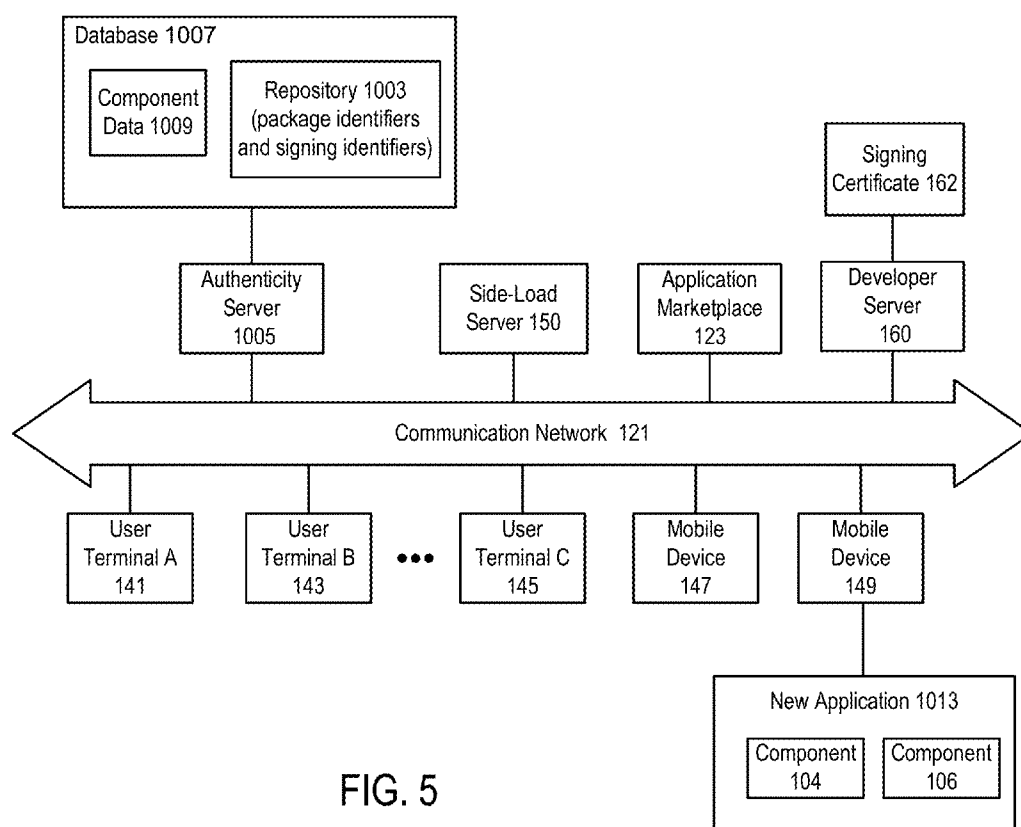 Database 1007
Component
Data 1009
Repository 1003
(package identifiers
and signing identifiers)
Signing
Certificate 162
Authenticity
Server
1005
Side-Load
Server 150
Application
Marketplace
123
Developer
Server
160
Communication Network 121
User
Terminal A
141
User
Terminal B
143
User
Terminal C
145
Mobile
Device
147
Mobile
Device
149
New Application 1013
Component
104
Component
106
FIG. 5